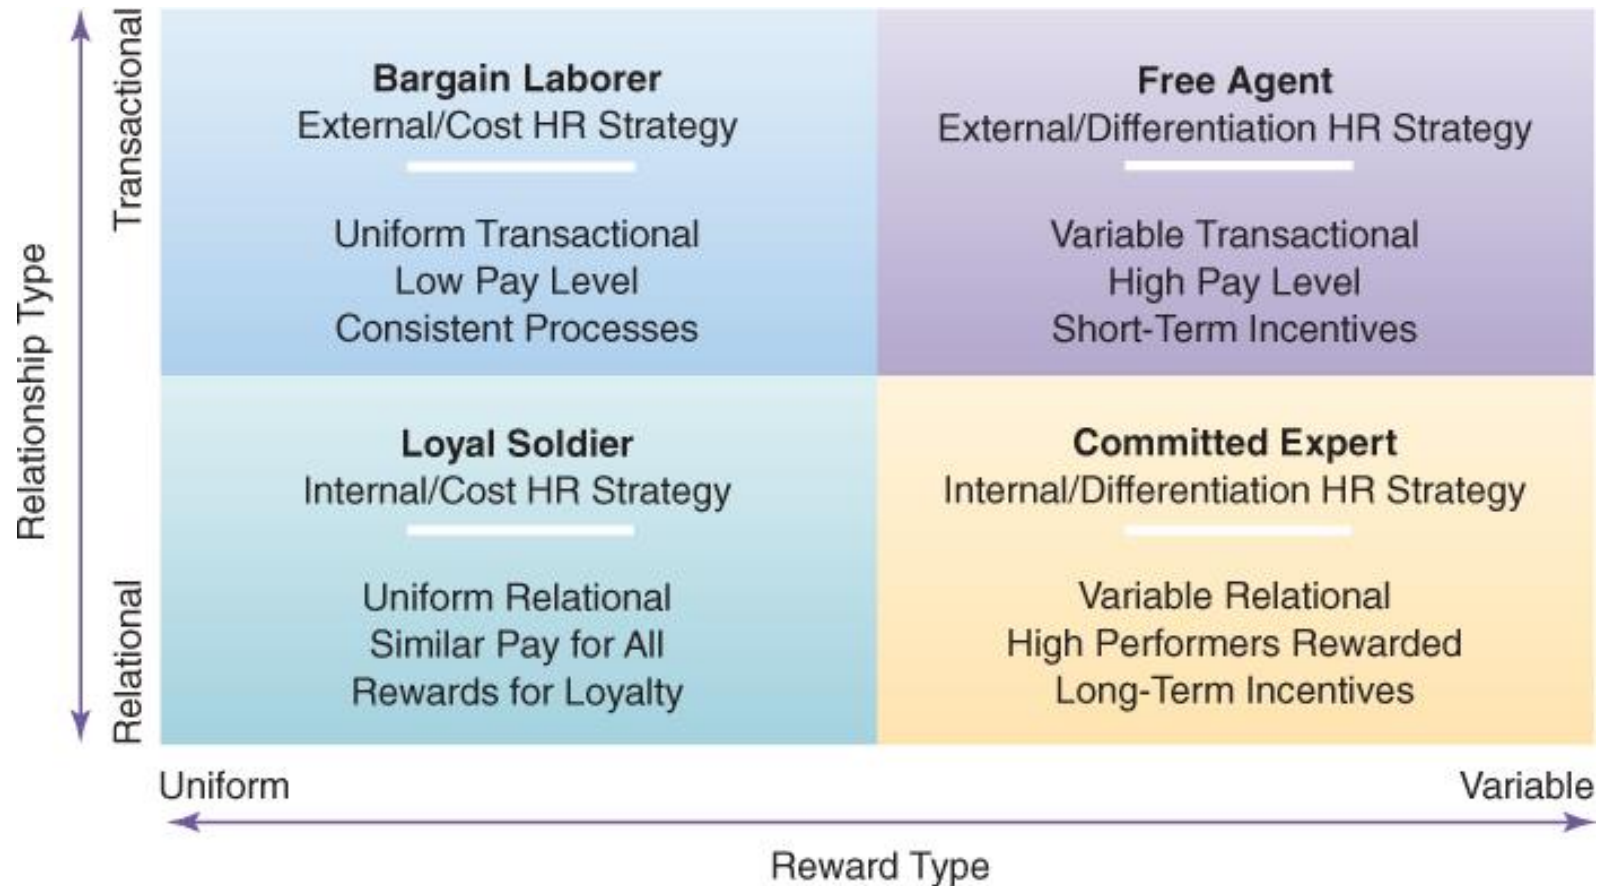 Relationship Type
Transactional
Relational
Bargain Laborer
External/Cost HR Strategy
Uniform Transactional
Low Pay Level
Consistent Processes
Free Agent
External/Differentiation HR Strategy
Variable Transactional
High Pay Level
Short-Term Incentives
Loyal Soldier
Internal/Cost HR Strategy
Uniform Relational
Similar Pay for All
Rewards for Loyalty
Committed Expert
Internal/Differentiation HR Strategy
Variable Relational
High Performers Rewarded
Long-Term Incentives
Uniform
Variable
Reward Type